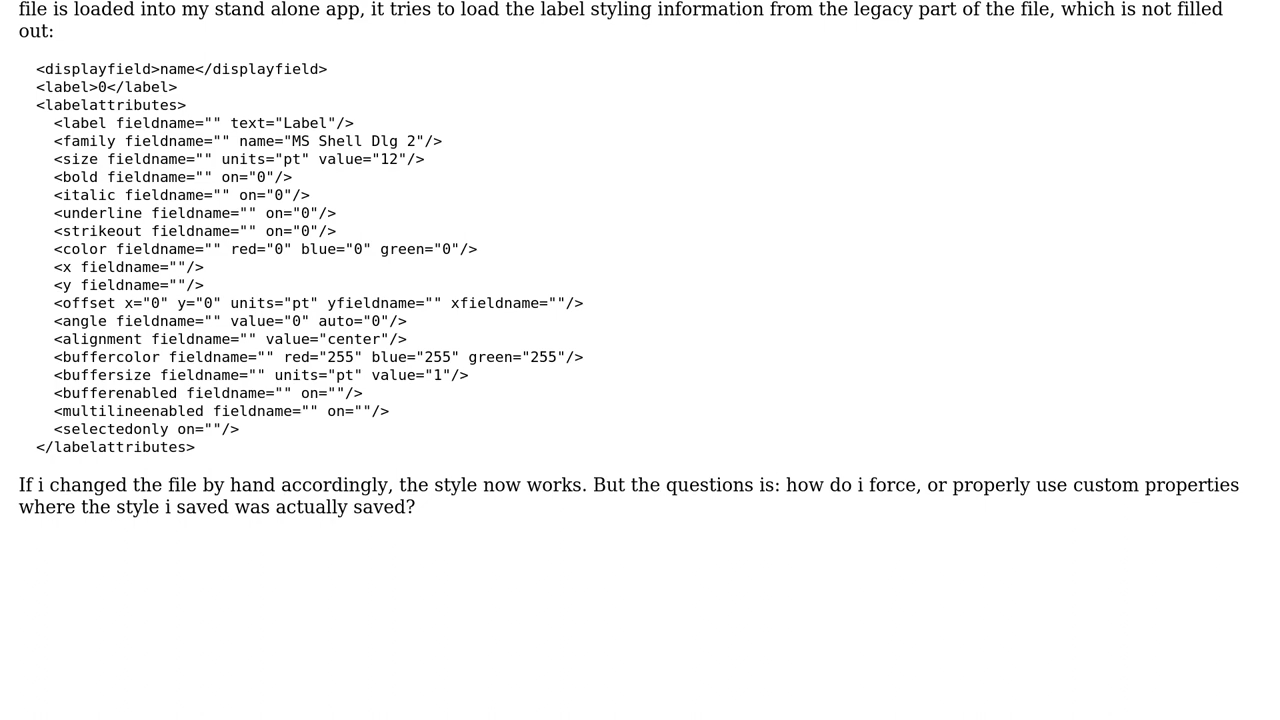 file is loaded into my stand alone app, it tries to load the label styling information from the legacy part of the file, which is not filled
out:
<displayfield>name</displayfield>
<label>0</label>
<labelattributes>
<label fieldname="" text="Label"/>
<family fieldname="" name="MS Shell Dlg 2"/>
<size fieldname="" units="pt" value="12"/>
<bold fieldname="" on="0"/>
<italic fieldname="" on="0"/>
<underline fieldname="" on="0"/>
<strikeout fieldname="" on="0"/>
<color fieldname="" red="0" blue="0" green="0"/>
<x fieldname=""/>
<y fieldname=""/>
<offset x="0" y="0" units="pt" yfieldname="" xfieldname=""/>
<angle fieldname="" value="0" auto="0"/>
<alignment fieldname="" value="center"/>
<buffercolor fieldname="" red="255" blue="255" green="255"/>
<buffersize fieldname="" units="pt" value="1"/>
<bufferenabled fieldname="" on=""/>
<multilineenabled fieldname="" on=""/>
<selectedonly on=""/>
</labelattributes>
If i changed the file by hand accordingly, the style now works. But the questions is: how do i force, or properly use custom properties
where the style i saved was actually saved?